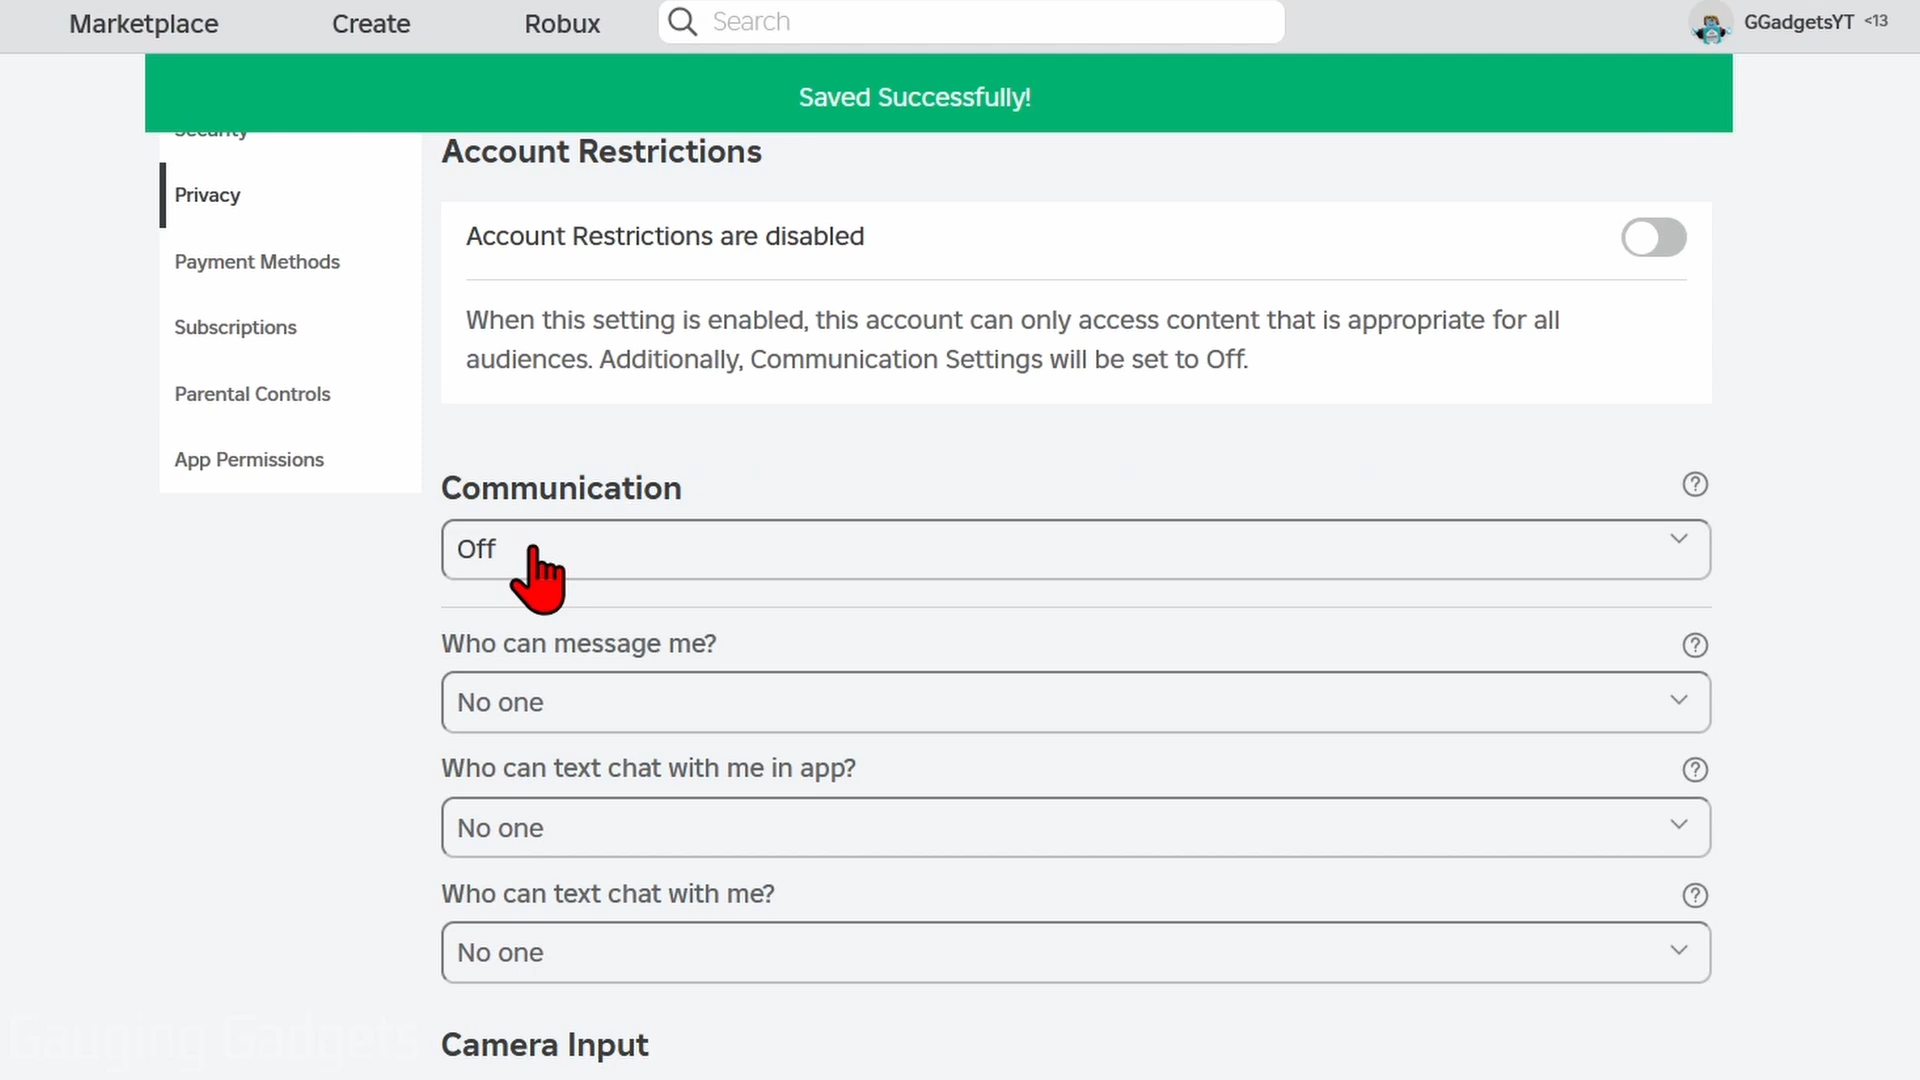 Marketplace
Create
Robux
Search
GGadgetsYT
<13
Saved Successfully!
Security
Privacy
Payment Methods
Subscriptions
Parental Controls
App Permissions
Account Restrictions
Account Restrictions are disabled
When this setting is enabled, this account can only access content that is appropriate for all
audiences. Additionally, Communication Settings will be set to Off.
Communication
Off
Who can message me?
No one
Who can text chat with me in app?
No one
Who can text chat with me?
No one
Camera Input
Gauging Gadgets